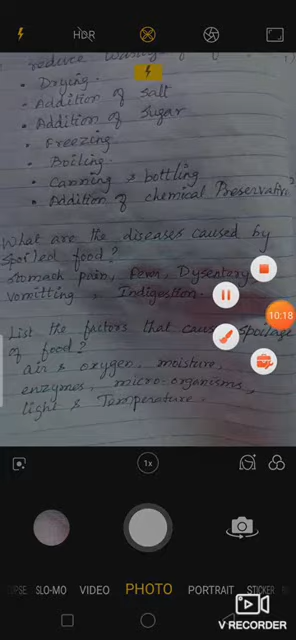 HDR
reduce
• Drying.
• Addition of Salt
• Addition of Sugar
• Freezing
• Boiling.
• Canning & bottling
• Addition of chemical Preservativ
What are the diseases caused by
spoiled food?
stomach pain, Fever, Dysentery
vomitting & Indigestion.
List the factors that cause spoilage
of food?
air & oxygen, moisture,
enzymes, micro-organisms,
light & Temperature.
10:18
1x
SLO-MO VIDEO PHOTO PORTRAIT STICKER
V RECORDER